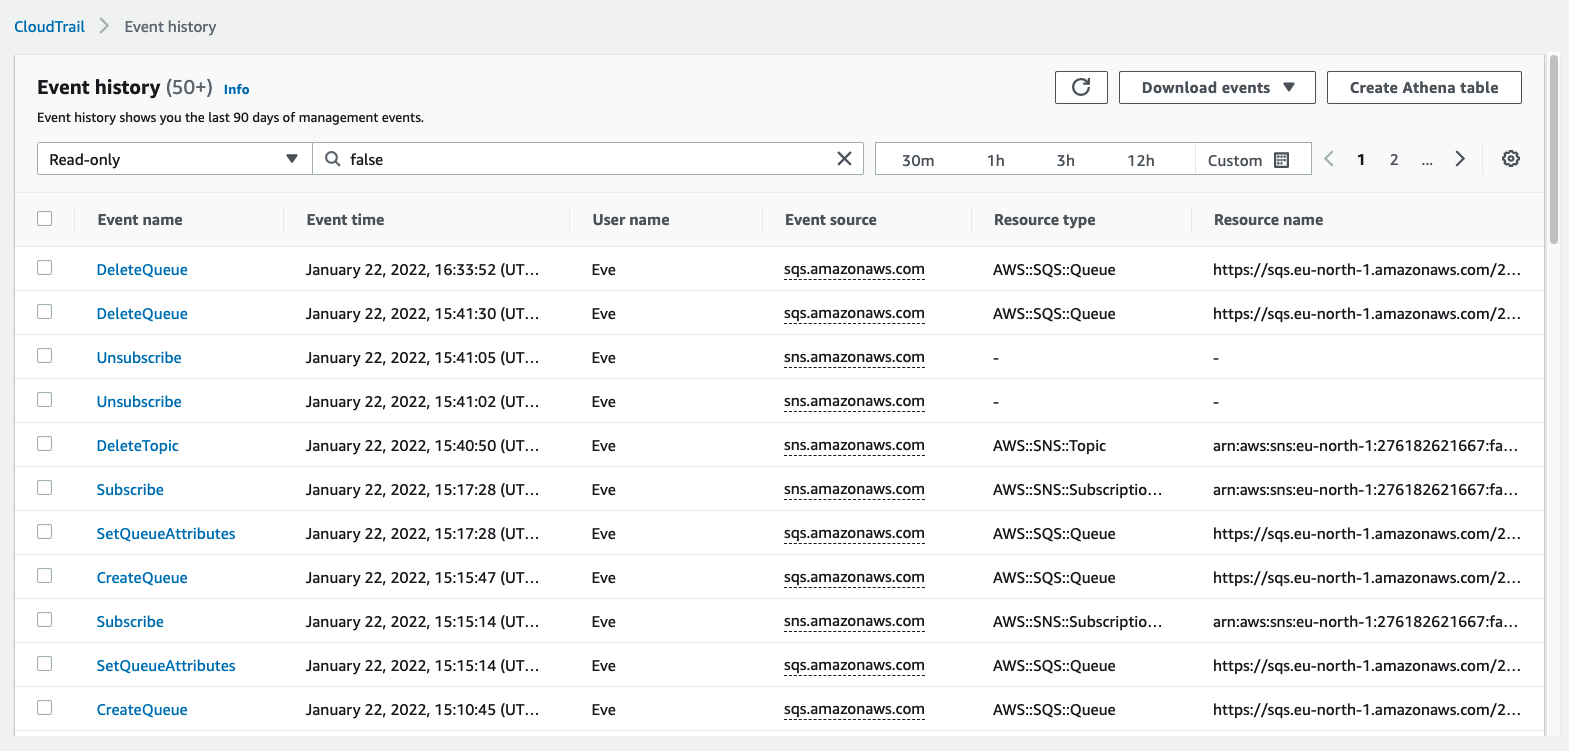 CloudTrail > Event history
Event history (50+) Info
Event history shows you the last 90 days of management events.
Download events
Create Athena table
Read-only
false
30m 1h 3h 12h Custom
1 2 ...
Event name Event time User name Event source Resource type Resource name
DeleteQueue January 22, 2022, 16:33:52 (UT… Eve sqs.amazonaws.com AWS::SQS::Queue https://sqs.eu-north-1.amazonaws.com/2…
DeleteQueue January 22, 2022, 15:41:30 (UT… Eve sqs.amazonaws.com AWS::SQS::Queue https://sqs.eu-north-1.amazonaws.com/2…
Unsubscribe January 22, 2022, 15:41:05 (UT… Eve sns.amazonaws.com - -
Unsubscribe January 22, 2022, 15:41:02 (UT… Eve sns.amazonaws.com - -
DeleteTopic January 22, 2022, 15:40:50 (UT… Eve sns.amazonaws.com AWS::SNS::Topic arn:aws:sns:eu-north-1:276182621667:fa…
Subscribe January 22, 2022, 15:17:28 (UT… Eve sns.amazonaws.com AWS::SNS::Subscriptio… arn:aws:sns:eu-north-1:276182621667:fa…
SetQueueAttributes January 22, 2022, 15:17:28 (UT… Eve sqs.amazonaws.com AWS::SQS::Queue https://sqs.eu-north-1.amazonaws.com/2…
CreateQueue January 22, 2022, 15:15:47 (UT… Eve sqs.amazonaws.com AWS::SQS::Queue https://sqs.eu-north-1.amazonaws.com/2…
Subscribe January 22, 2022, 15:15:14 (UT… Eve sns.amazonaws.com AWS::SNS::Subscriptio… arn:aws:sns:eu-north-1:276182621667:fa…
SetQueueAttributes January 22, 2022, 15:15:14 (UT… Eve sqs.amazonaws.com AWS::SQS::Queue https://sqs.eu-north-1.amazonaws.com/2…
CreateQueue January 22, 2022, 15:10:45 (UT… Eve sqs.amazonaws.com AWS::SQS::Queue https://sqs.eu-north-1.amazonaws.com/2…